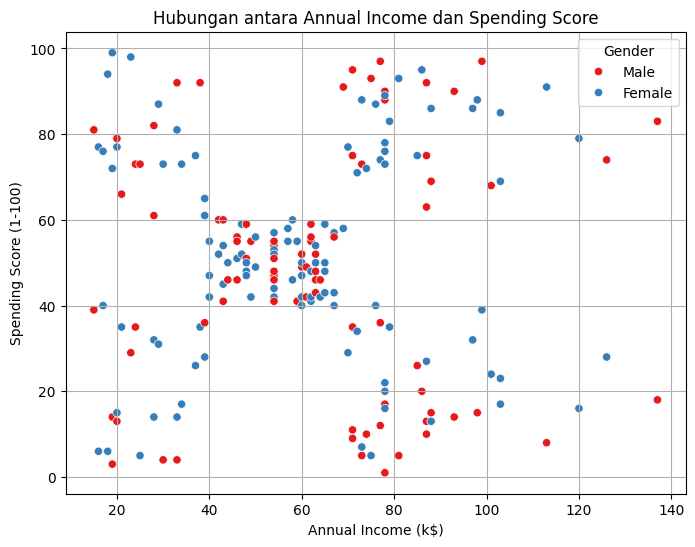 Hubungan antara Annual Income dan Spending Score
Gender
Male
Female
Spending Score (1-100)
100
80
60
40
20
0
20
40
60
80
100
120
140
Annual Income (k$)